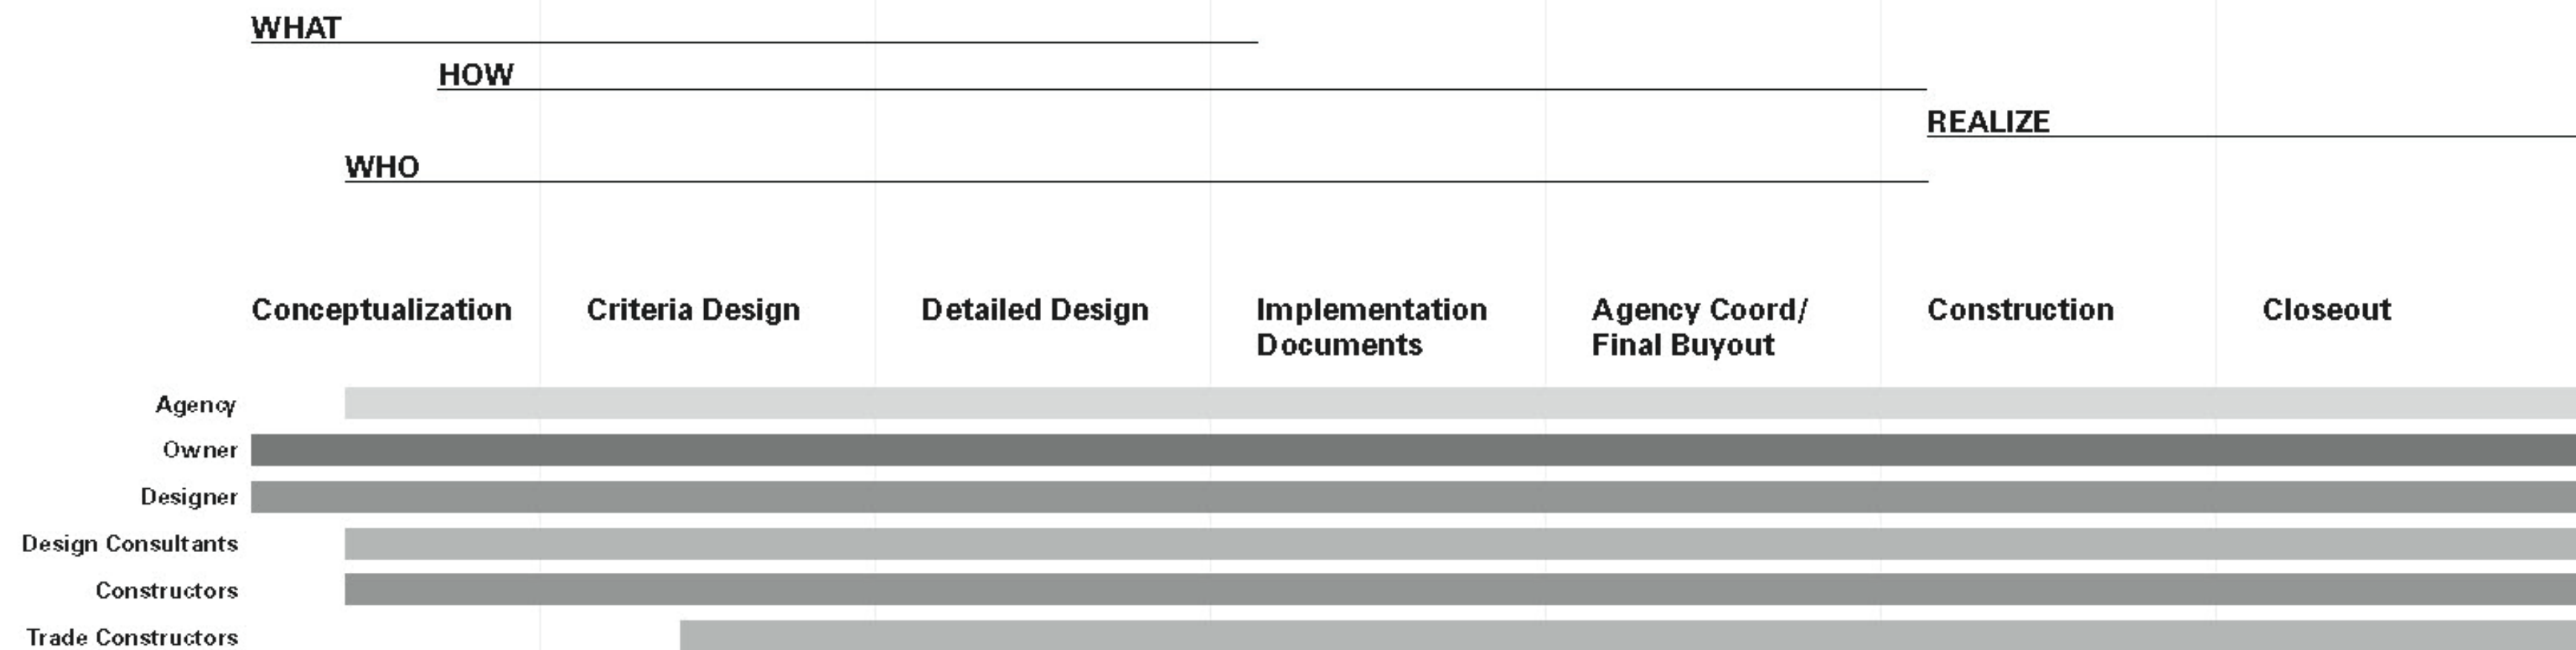 WHAT
HOW
REALIZE
WHO
Conceptualization
Criteria Design
Detailed Design
Implementation
Documents
Agency Coord/
Final Buyout
Construction
Closeout
Agency
Owner
Designer
Design Consultants
Constructors
Trade Constructors